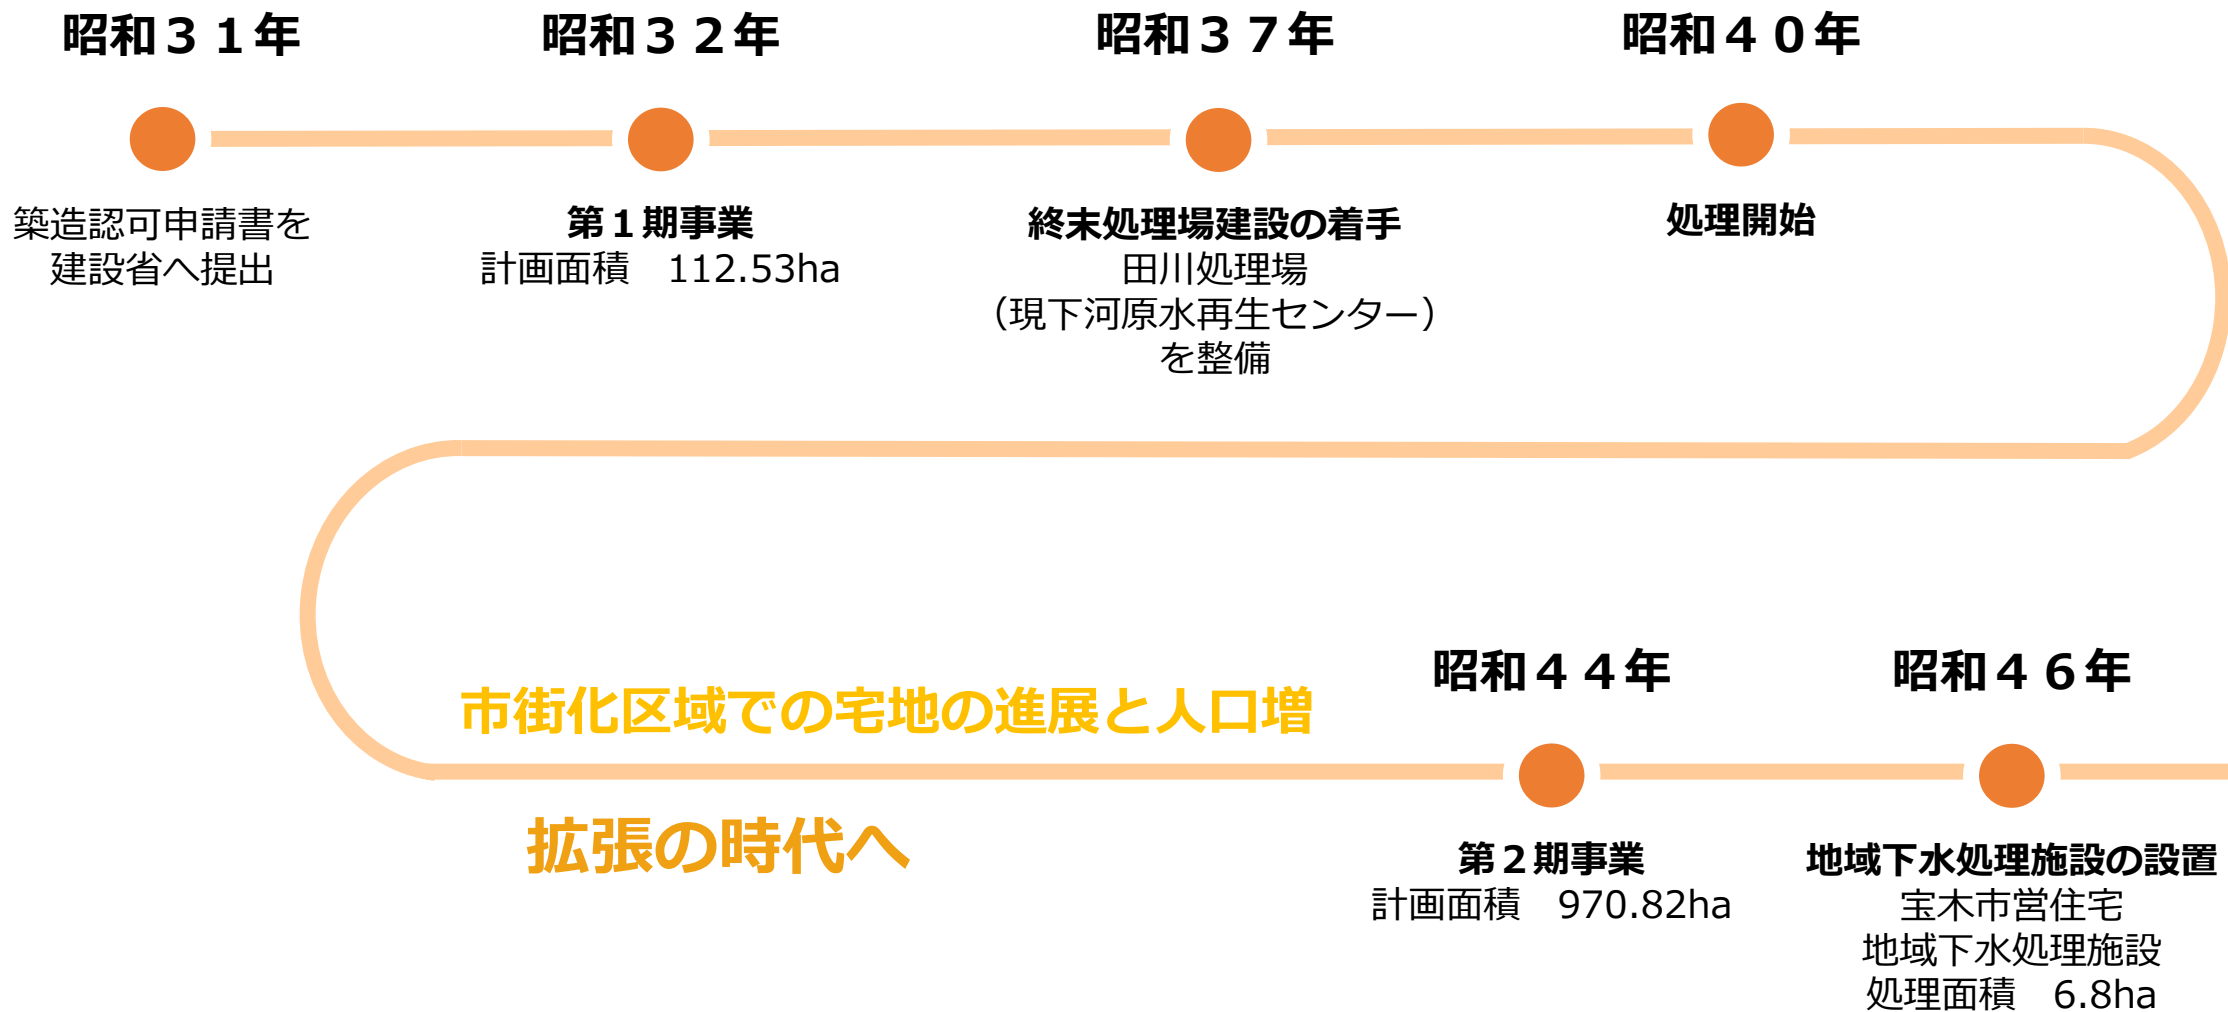 昭和３１年
築造認可申請書を
建設省へ提出
昭和３２年
第１期事業
計画面積　112.53ha
昭和３７年
終末処理場建設の着手
田川処理場
（現下河原水再生センター）
を整備
昭和４０年
処理開始
市街化区域での宅地の進展と人口増
拡張の時代へ
昭和４４年
第２期事業
計画面積　970.82ha
昭和４６年
地域下水処理施設の設置
宝木市営住宅
地域下水処理施設
処理面積　6.8ha